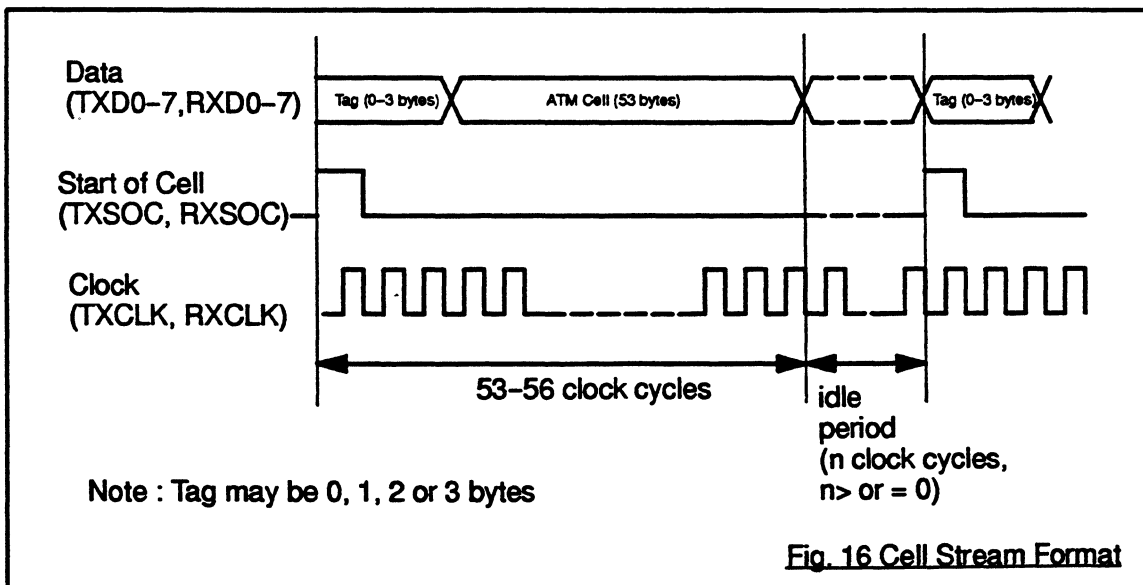 Data
(TXD0–7,RXD0–7)
Tag (0–3 bytes)
ATM Cell (53 bytes)
Tag (0–3 bytes)
Start of Cell
(TXSOC, RXSOC)
Clock
(TXCLK, RXCLK)
53–56 clock cycles
idle
period
(n clock cycles,
n> or = 0)
Note : Tag may be 0, 1, 2 or 3 bytes
Fig. 16 Cell Stream Format